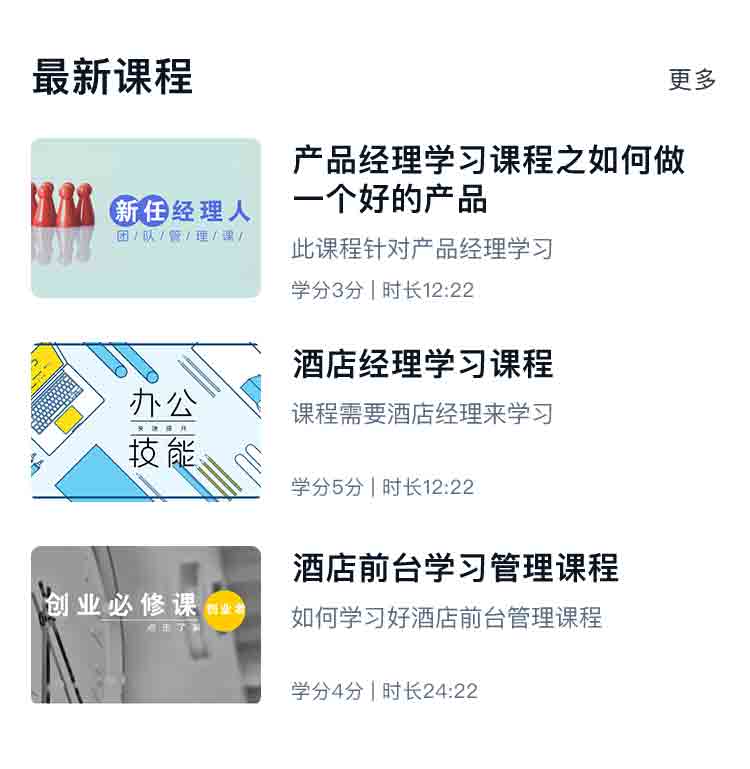 最新课程
更多
新任经理人
团/队/管/理/课/
产品经理学习课程之如何做
一个好的产品
此课程针对产品经理学习
学分3分 | 时长12:22
办公
技能
酒店经理学习课程
课程需要酒店经理来学习
学分5分 | 时长12:22
创业必修课
创业者
点击了解
酒店前台学习管理课程
如何学习好酒店前台管理课程
学分4分 | 时长24:22